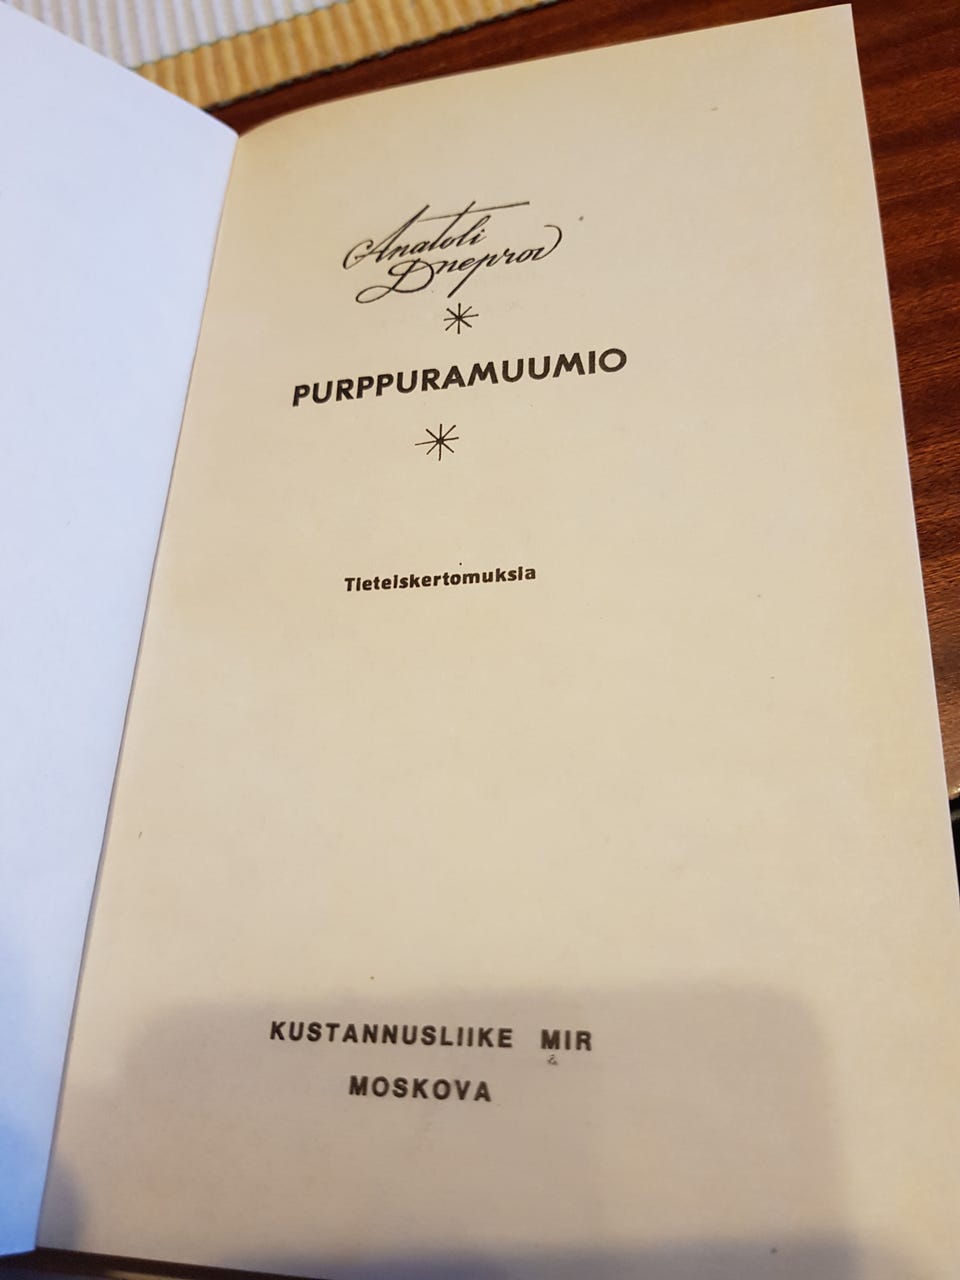 Anatoli
Dneprov
PURPPURAMUUMIO
Tieteiskertomuksia
KUSTANNUSLIIKE MIR
MOSKOVA